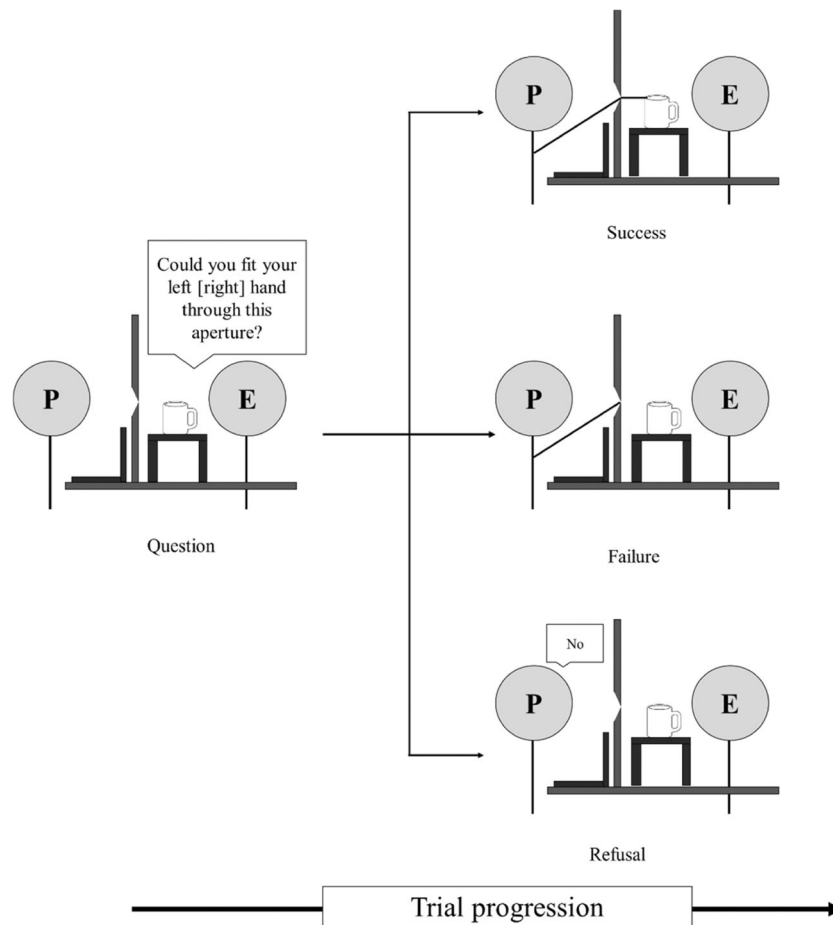 Could you fit your
left [right] hand
through this
aperture?
P
E
Question
P
E
Success
P
E
Failure
No
P
E
Refusal
Trial progression